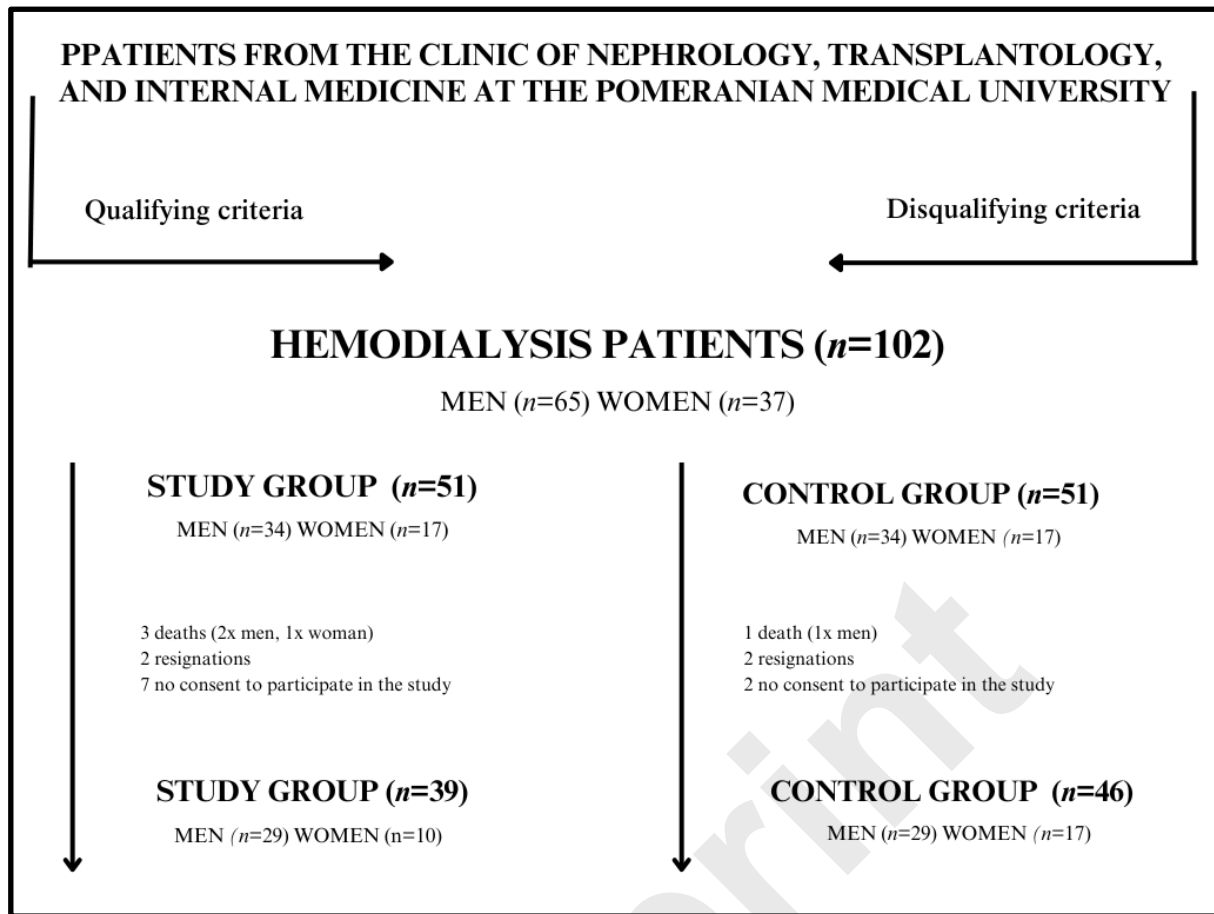 PPATIENTS FROM THE CLINIC OF NEPHROLOGY, TRANSPLANTOLOGY,
AND INTERNAL MEDICINE AT THE POMERANIAN MEDICAL UNIVERSITY
Qualifying criteria
Disqualifying criteria
HEMODIALYSIS PATIENTS (n=102)
MEN (n=65) WOMEN (n=37)
STUDY GROUP (n=51)
MEN (n=34) WOMEN (n=17)
3 deaths (2x men, 1x woman)
2 resignations
7 no consent to participate in the study
STUDY GROUP (n=39)
MEN (n=29) WOMEN (n=10)
CONTROL GROUP (n=51)
MEN (n=34) WOMEN (n=17)
1 death (1x men)
2 resignations
2 no consent to participate in the study
CONTROL GROUP (n=46)
MEN (n=29) WOMEN (n=17)
rint